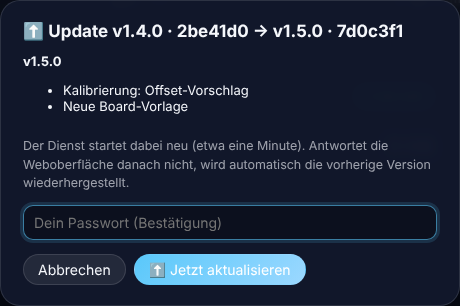 ⬆️ Update v1.4.0 · 2be41d0 → v1.5.0 · 7d0c3f1
v1.5.0
• Kalibrierung: Offset-Vorschlag
• Neue Board-Vorlage
Der Dienst startet dabei neu (etwa eine Minute). Antwortet die
Weboberfläche danach nicht, wird automatisch die vorherige Version
wiederhergestellt.
Dein Passwort (Bestätigung)
Abbrechen
⬆️ Jetzt aktualisieren